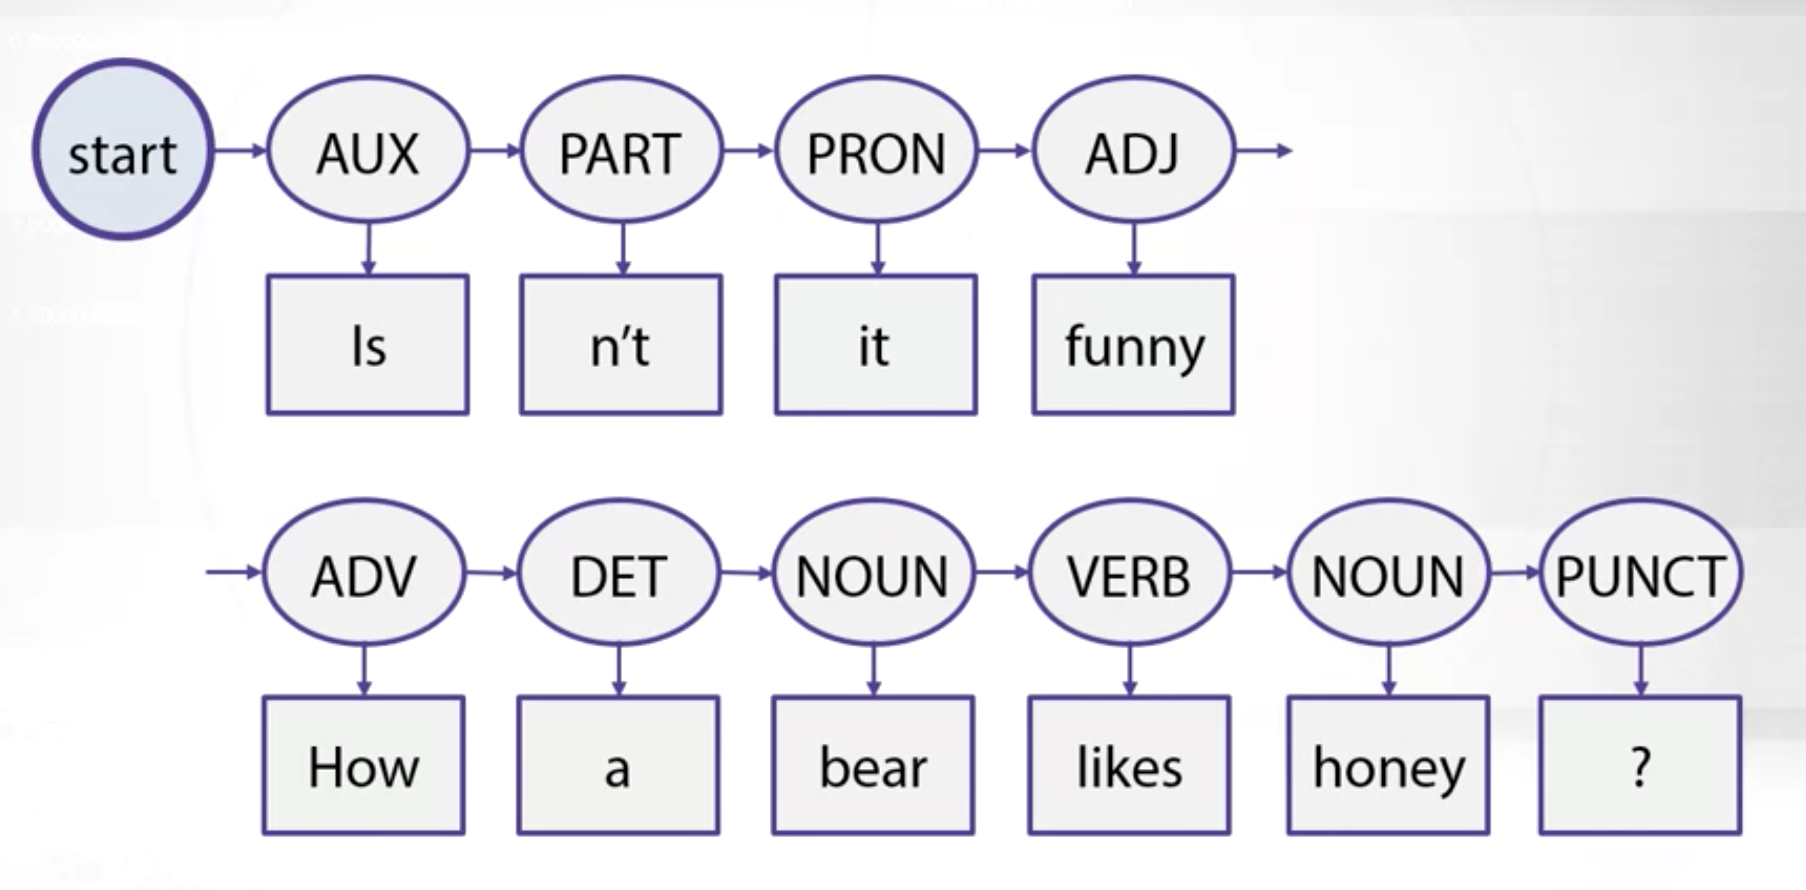 start AUX PART PRON ADJ
Is n’t it funny
ADV DET NOUN VERB NOUN PUNCT
How a bear likes honey ?